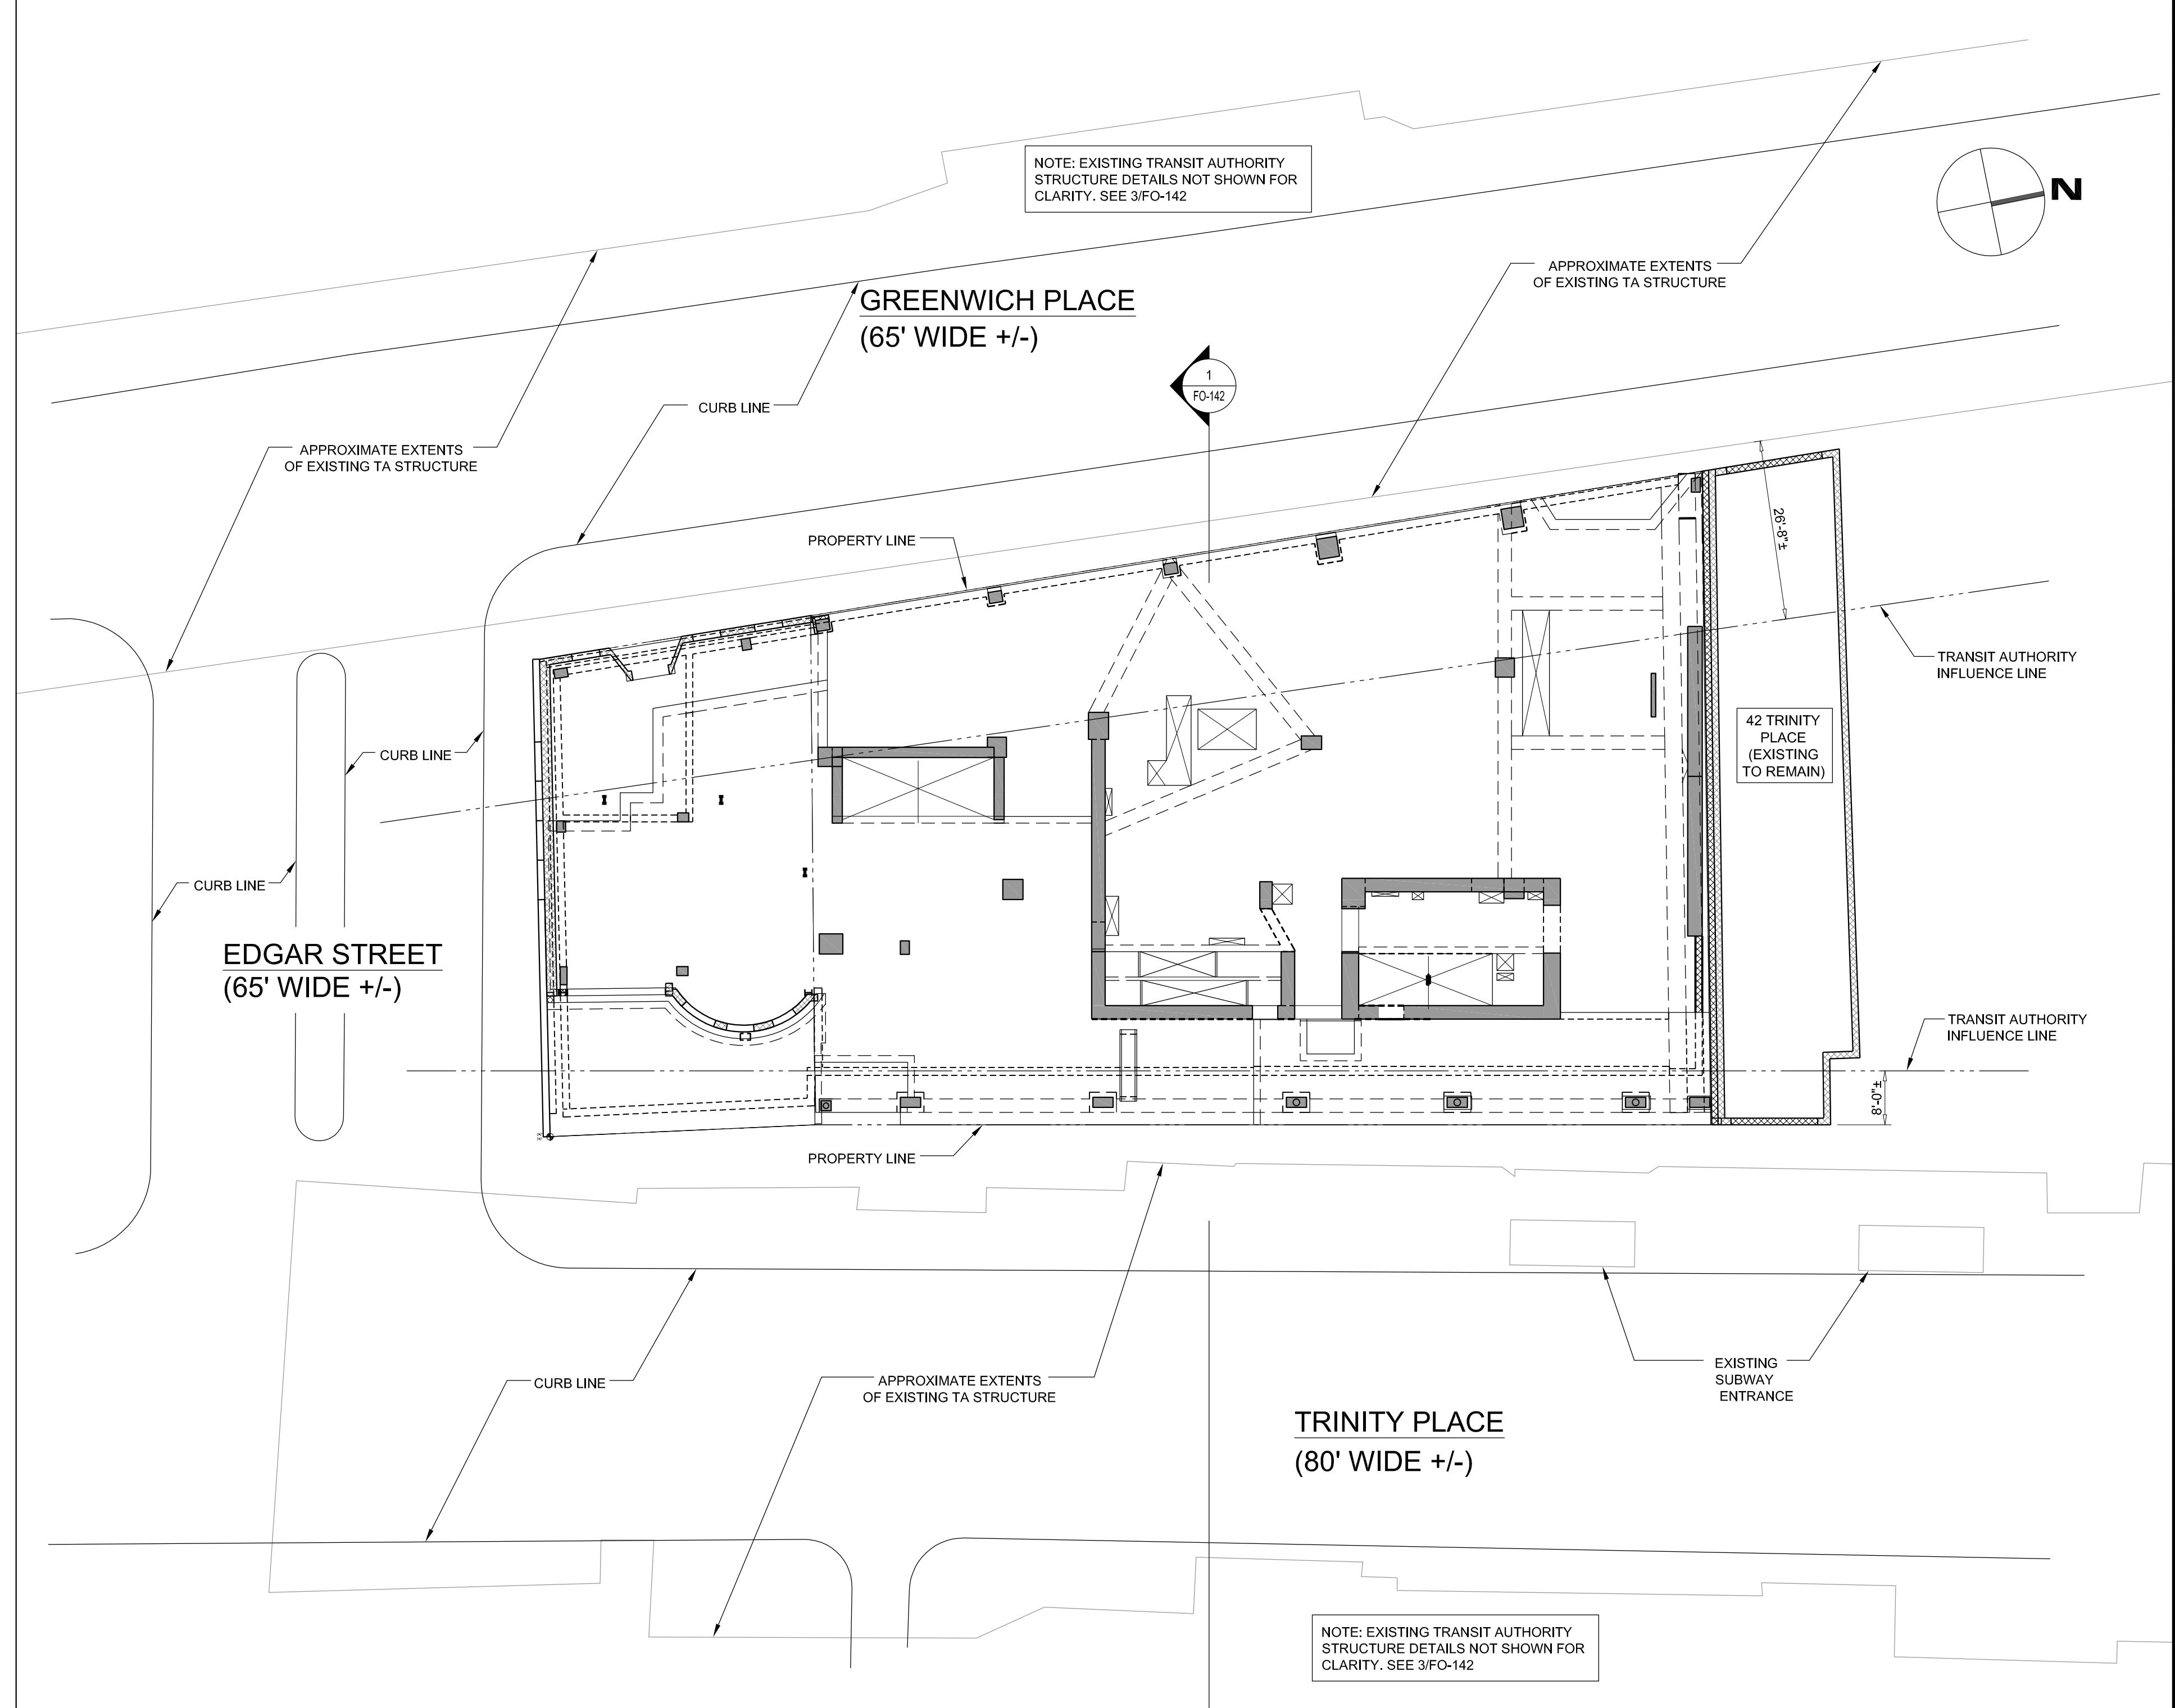 NOTE: EXISTING TRANSIT AUTHORITY
STRUCTURE DETAILS NOT SHOWN FOR
CLARITY. SEE 3/FO-142
N
APPROXIMATE EXTENTS
OF EXISTING TA STRUCTURE
GREENWICH PLACE
(65' WIDE +/-)
1
FO-142
CURB LINE
APPROXIMATE EXTENTS
OF EXISTING TA STRUCTURE
PROPERTY LINE
26'-8"±
TRANSIT AUTHORITY
INFLUENCE LINE
42 TRINITY
PLACE
(EXISTING
TO REMAIN)
CURB LINE
CURB LINE
EDGAR STREET
(65' WIDE +/-)
TRANSIT AUTHORITY
INFLUENCE LINE
8'-0"±
PROPERTY LINE
CURB LINE
APPROXIMATE EXTENTS
OF EXISTING TA STRUCTURE
EXISTING
SUBWAY
ENTRANCE
TRINITY PLACE
(80' WIDE +/-)
NOTE: EXISTING TRANSIT AUTHORITY
STRUCTURE DETAILS NOT SHOWN FOR
CLARITY. SEE 3/FO-142